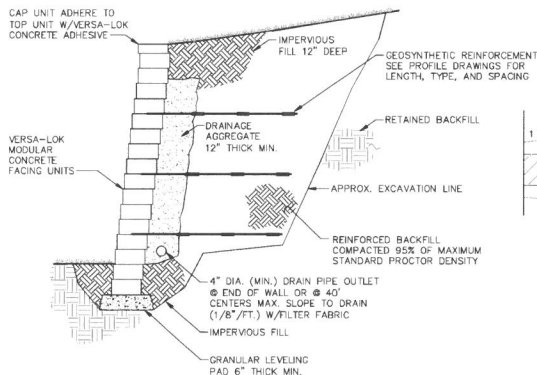 CAP UNIT ADHERE TO
TOP UNIT W/VERSA-LOK
CONCRETE ADHESIVE
IMPERVIOUS
FILL 12" DEEP
GEOSYNTHETIC REINFORCEMENT
SEE PROFILE DRAWINGS FOR
LENGTH, TYPE, AND SPACING
RETAINED BACKFILL
1
DRAINAGE
AGGREGATE
12" THICK MIN.
VERSA-LOK
MODULAR
CONCRETE
FACING UNITS
APPROX. EXCAVATION LINE
REINFORCED BACKFILL
COMPACTED 95% OF MAXIMUM
STANDARD PROCTOR DENSITY
4" DIA. (MIN.) DRAIN PIPE OUTLET
@ END OF WALL OR @ 40'
CENTERS MAX. SLOPE TO DRAIN
(1/8"/FT.) W/FILTER FABRIC
IMPERVIOUS FILL
GRANULAR LEVELING
PAD 6" THICK MIN.